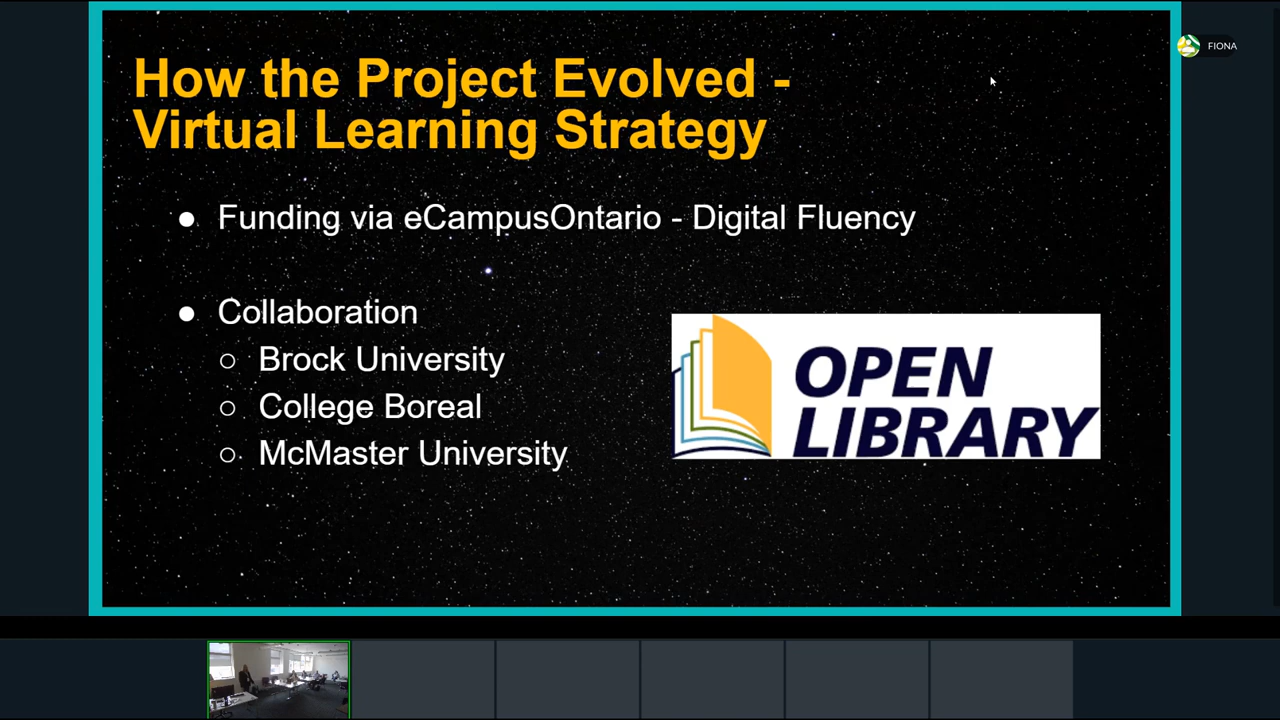 How the Project Evolved -
Virtual Learning Strategy
● Funding via eCampusOntario - Digital Fluency
● Collaboration
○ Brock University
○ College Boreal
○ McMaster University
OPEN
LIBRARY
FIONA